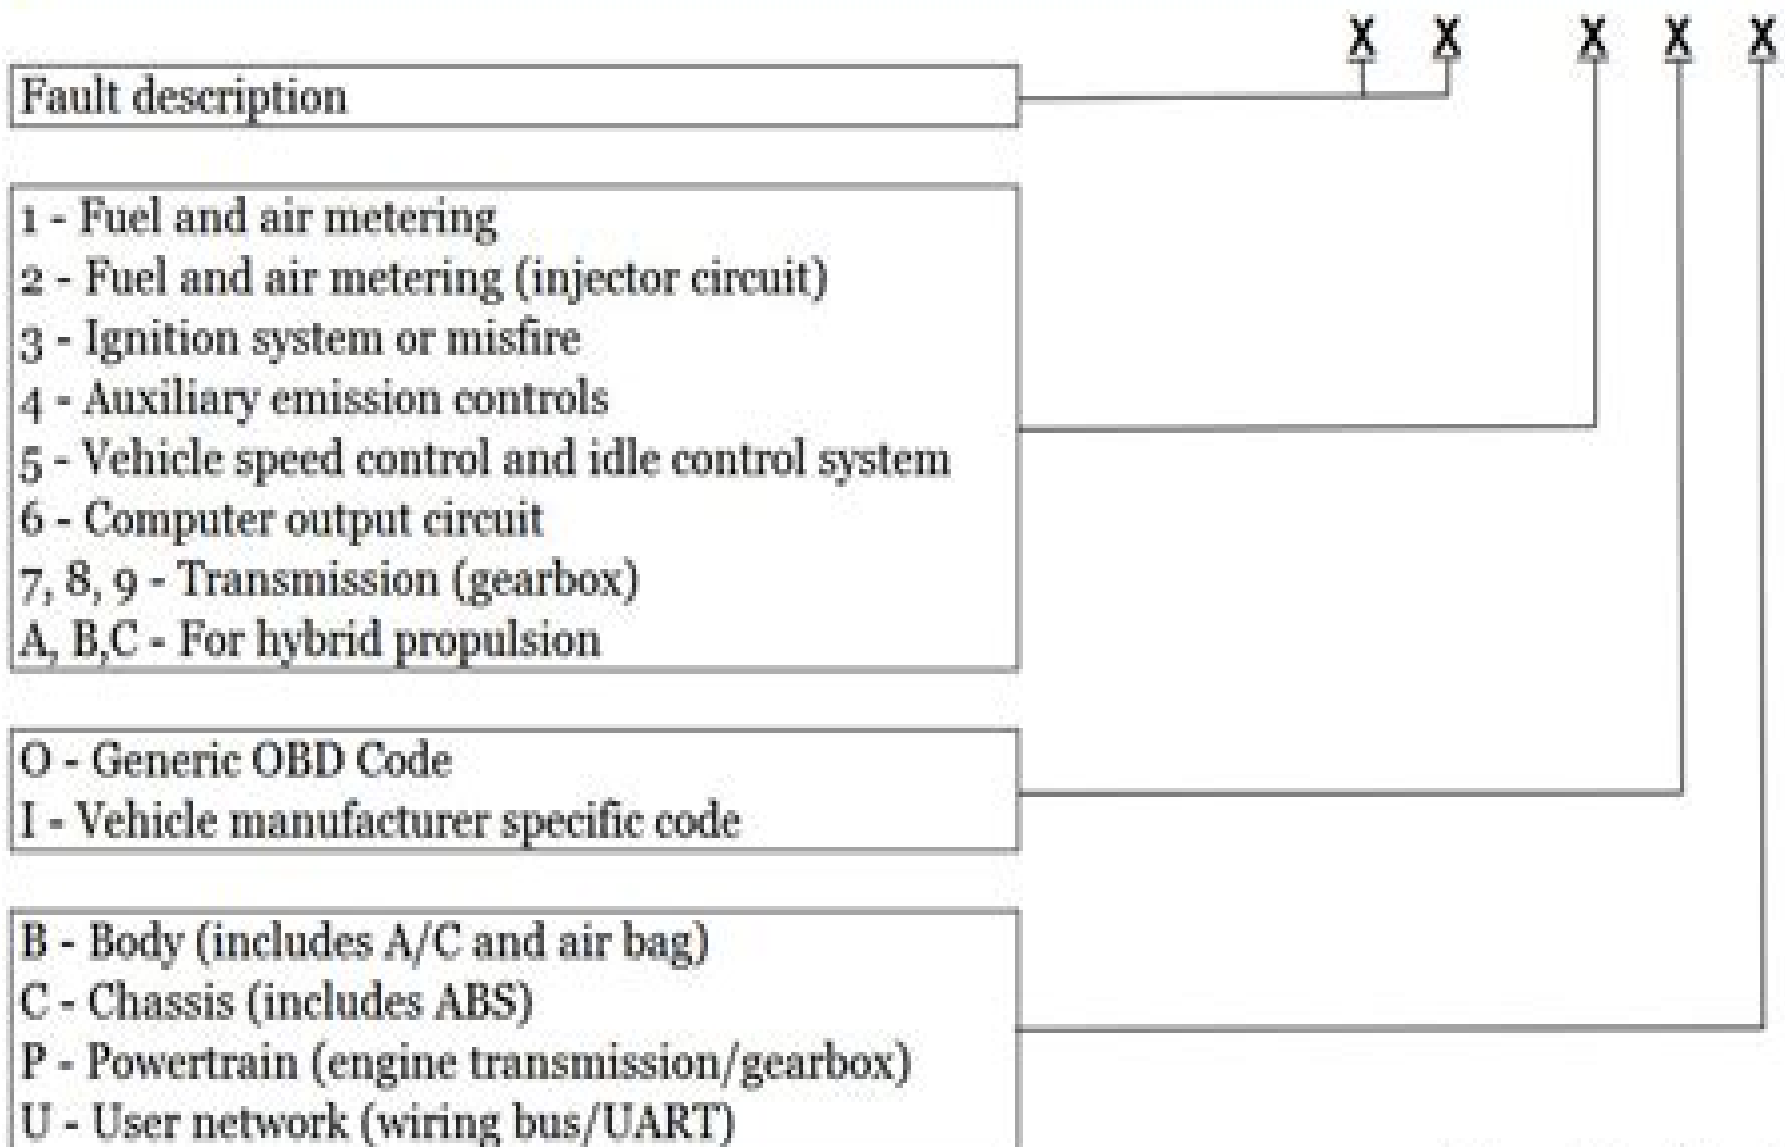 X X X X X
Fault description
1 - Fuel and air metering
2 - Fuel and air metering (injector circuit)
3 - Ignition system or misfire
4 - Auxiliary emission controls
5 - Vehicle speed control and idle control system
6 - Computer output circuit
7, 8, 9 - Transmission (gearbox)
A, B,C - For hybrid propulsion
O - Generic OBD Code
I - Vehicle manufacturer specific code
B - Body (includes A/C and air bag)
C - Chassis (includes ABS)
P - Powertrain (engine transmission/gearbox)
U - User network (wiring bus/UART)